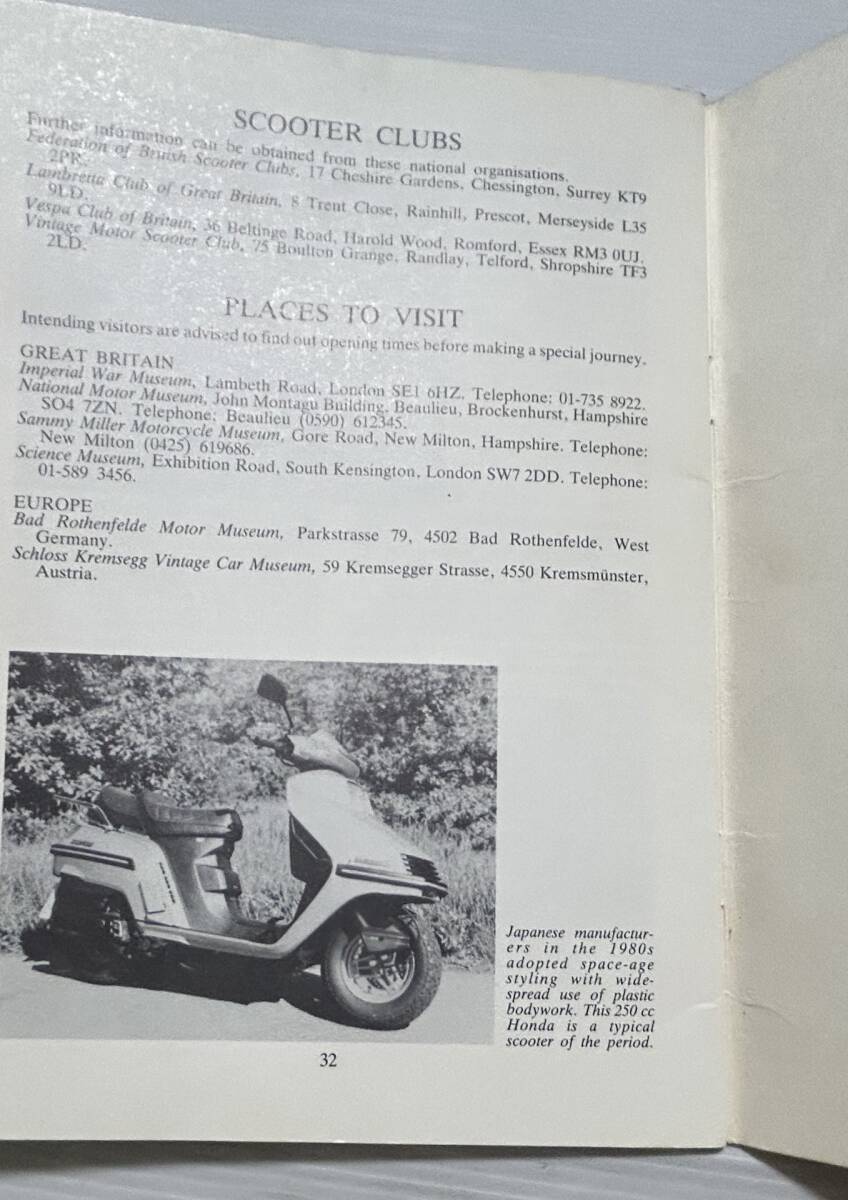 SCOOTER CLUBS
Further information can be obtained from these national organisations.
Federation of British Scooter Clubs, 17 Cheshire Gardens, Chessington, Surrey KT9
2PR.
Lambretta Club of Great Britain, 8 Trent Close, Rainhill, Prescot, Merseyside L35
9LD.
Vespa Club of Britain, 36 Beltinge Road, Harold Wood, Romford, Essex RM3 0UJ.
Vintage Motor Scooter Club, 75 Boulton Grange, Randlay, Telford, Shropshire TF3
2LD.
PLACES TO VISIT
Intending visitors are advised to find out opening times before making a special journey.
GREAT BRITAIN
Imperial War Museum, Lambeth Road, London SE1 6HZ. Telephone: 01-735 8922.
National Motor Museum, John Montagu Building, Beaulieu, Brockenhurst, Hampshire
SO4 7ZN. Telephone: Beaulieu (0590) 612345.
Sammy Miller Motorcycle Museum, Gore Road, New Milton, Hampshire. Telephone:
New Milton (0425) 619686.
Science Museum, Exhibition Road, South Kensington, London SW7 2DD. Telephone:
01-589 3456.
EUROPE
Bad Rothenfelde Motor Museum, Parkstrasse 79, 4502 Bad Rothenfelde, West
Germany.
Schloss Kremsegg Vintage Car Museum, 59 Kremsegger Strasse, 4550 Kremsmünster,
Austria.
Japanese manufactur-
ers in the 1980s
adopted space-age
styling with wide-
spread use of plastic
bodywork. This 250 cc
Honda is a typical
scooter of the period.
32